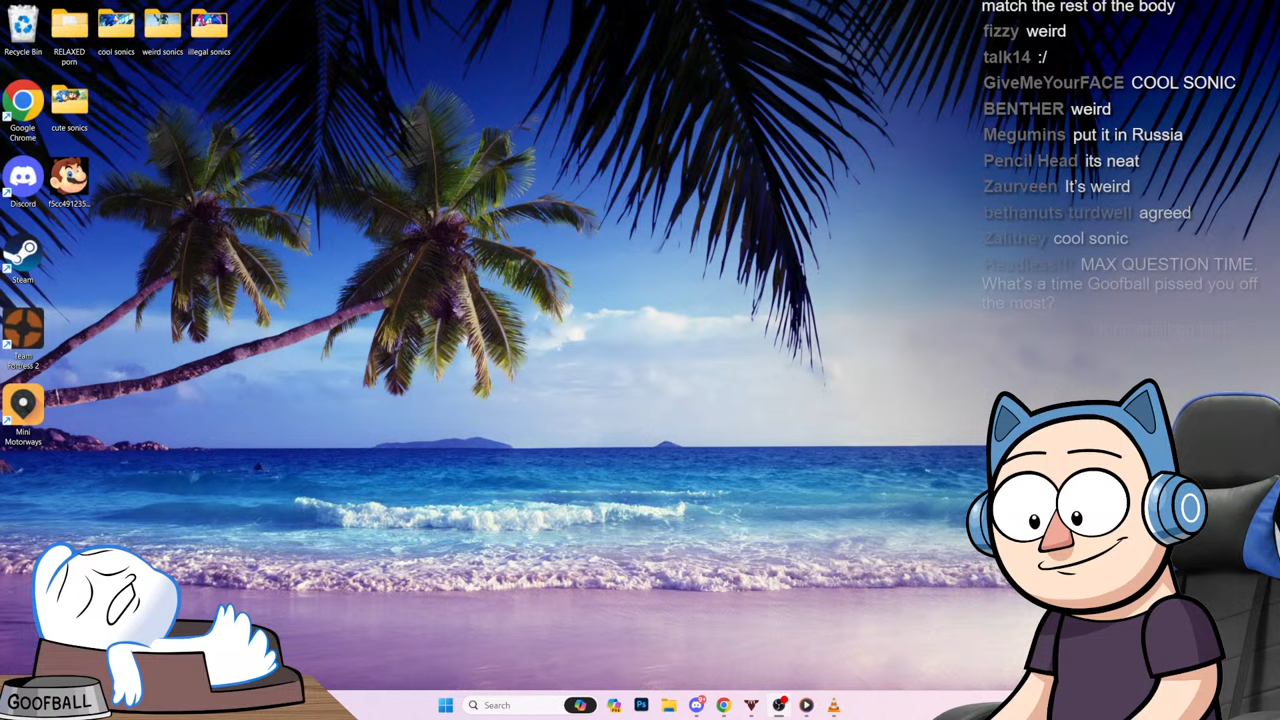 Recycle Bin
RELAXED
porn
cool sonics
weird sonics
illegal sonics
Google
Chrome
cute sonics
Discord
f5cc491235...
Steam
Team
Fortress 2
Mini
Motorways
match the rest of the body
fizzy weird
talk14 :/
GiveMeYourFACE COOL SONIC
BENTHER weird
Megumins put it in Russia
Pencil Head its neat
Zaurveen It's weird
bethanuts turdwell agreed
Zalithey cool sonic
MAX QUESTION TIME.
What's a time Goofball pissed you off
the most?
GOOFBALL
Search
Ps